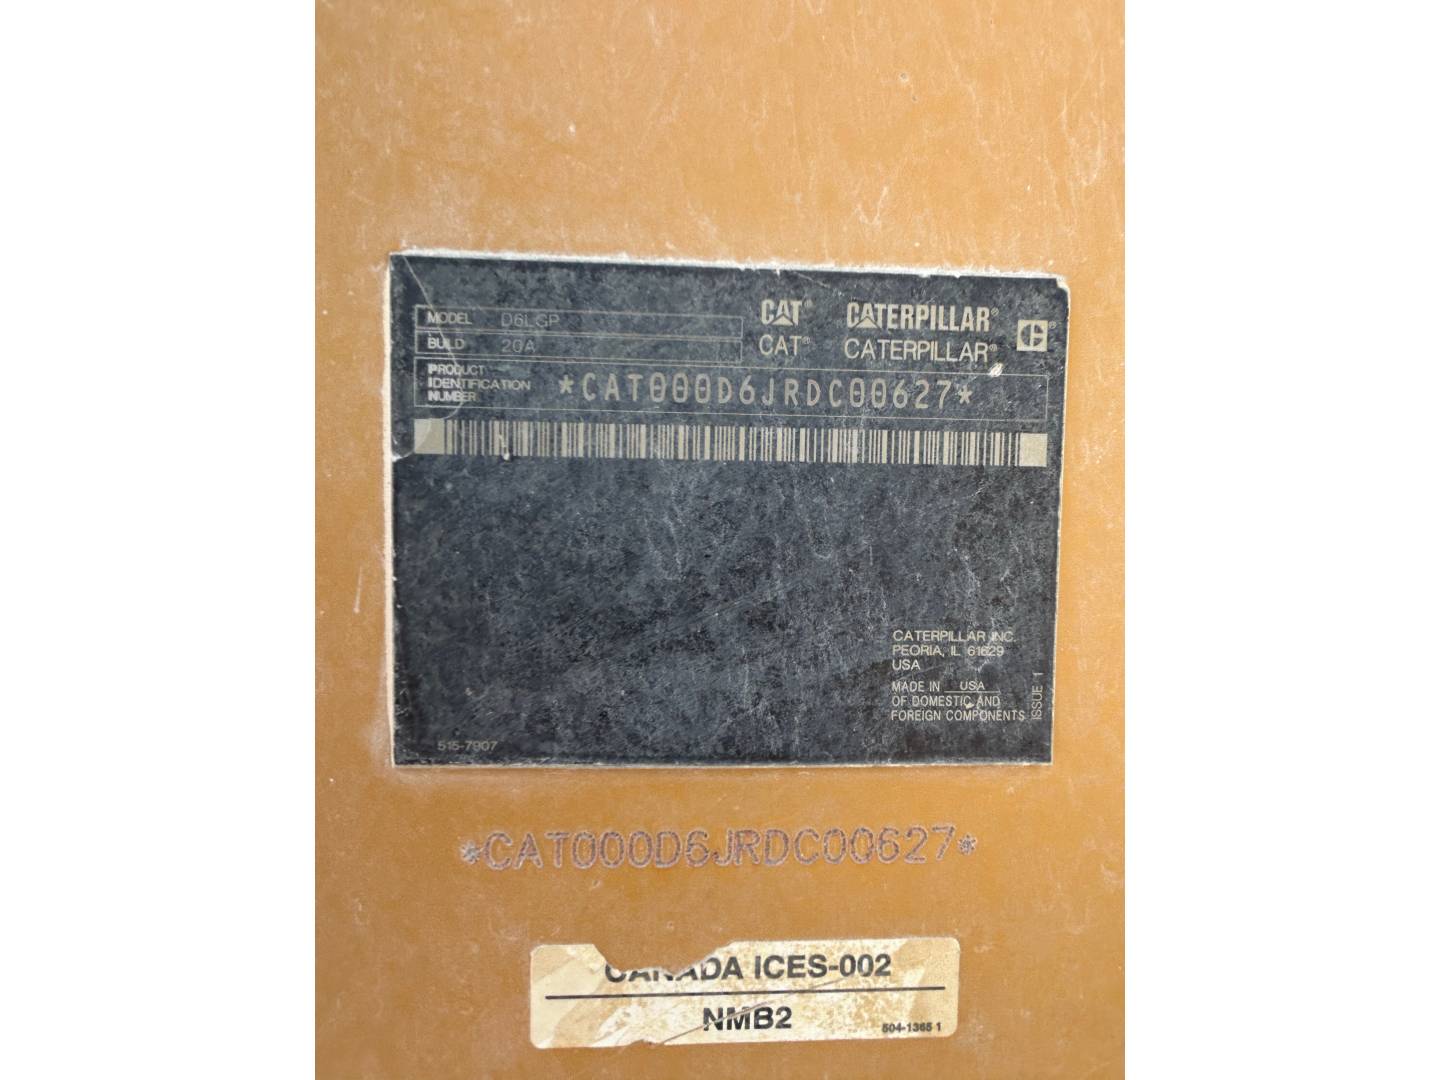 CAT® CATERPILLAR®
CAT® CATERPILLAR®
MODEL D6LGP
BUILD 20A
PRODUCT
IDENTIFICATION
NUMBER
*CAT000D6JRDC00627*
CATERPILLAR INC.
PEORIA, IL 61629
USA
MADE IN USA
OF DOMESTIC AND
FOREIGN COMPONENTS
ISSUE 1
515-7907
*CAT000D6JRDC00627*
CANADA ICES-002
NMB2
504-1365 1